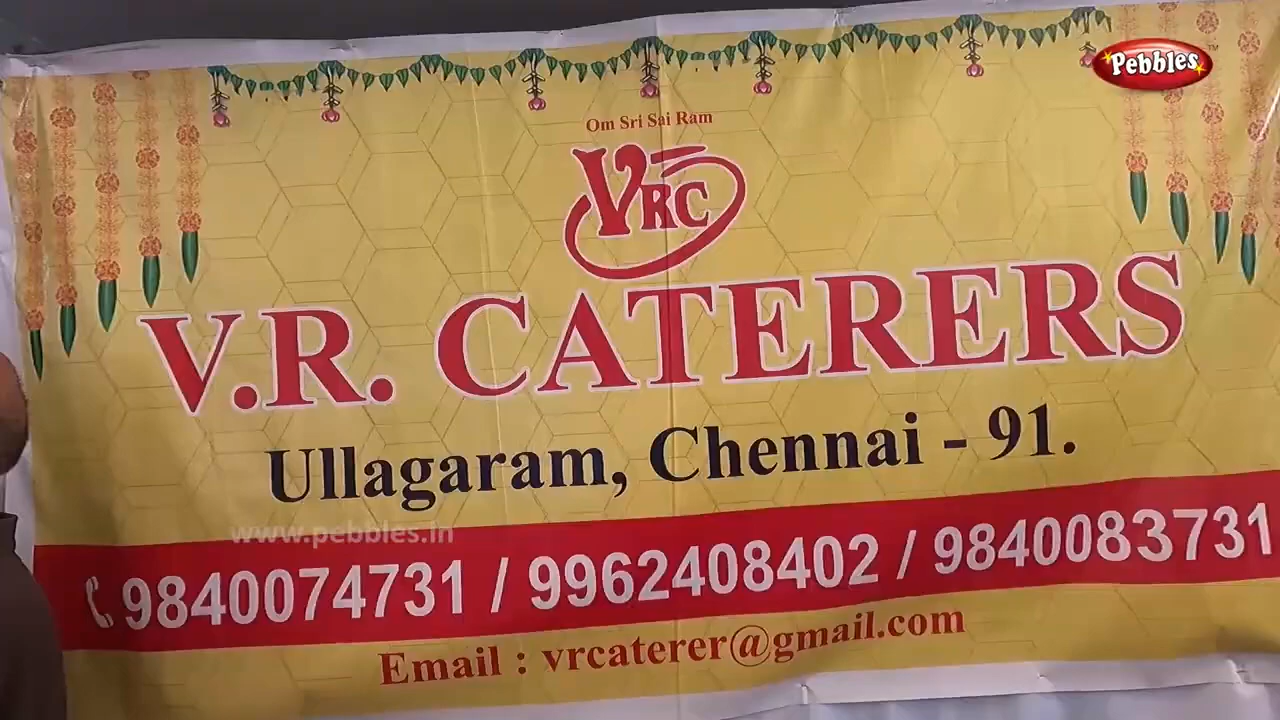 Pebbles
Om Sri Sai Ram
VRC
V.R. CATERERS
Ullagaram, Chennai - 91.
www.pebbles.in
9840074731 / 9962408402 / 9840083731
Email : vrcaterer@gmail.com